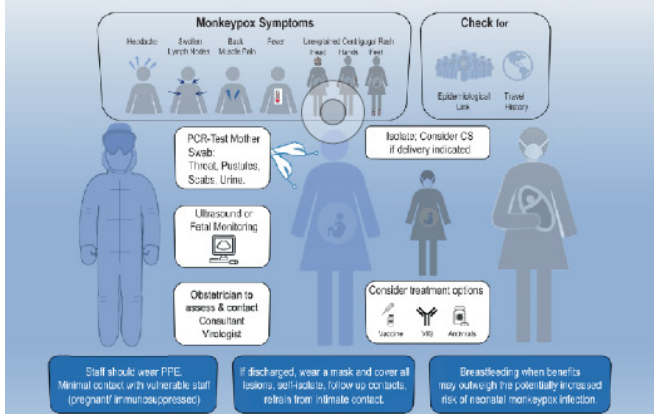 Monkeypox Symptoms
Headache
Swollen
Lymph Nodes
Back
Muscle Pain
Fever
Unexplained Centrifugal Rash
Head
Hands
Feet
Check for
Epidemiological
Link
Travel
History
PCR-Test Mother
Swab:
Throat, Pustules,
Scabs, Urine.
Isolate; Consider CS
if delivery indicated
Ultrasound or
Fetal Monitoring
Obstetrician to
assess & contact
Consultant
Virologist
Consider treatment options
Vaccine
VIG
Antivirals
Staff should wear PPE.
Minimal contact with vulnerable staff
(pregnant/ immunosuppressed)
If discharged, wear a mask and cover all
lesions, self-isolate, follow up contacts,
refrain from intimate contact.
Breastfeeding when benefits
may outweigh the potentially increased
risk of neonatal monkeypox infection.